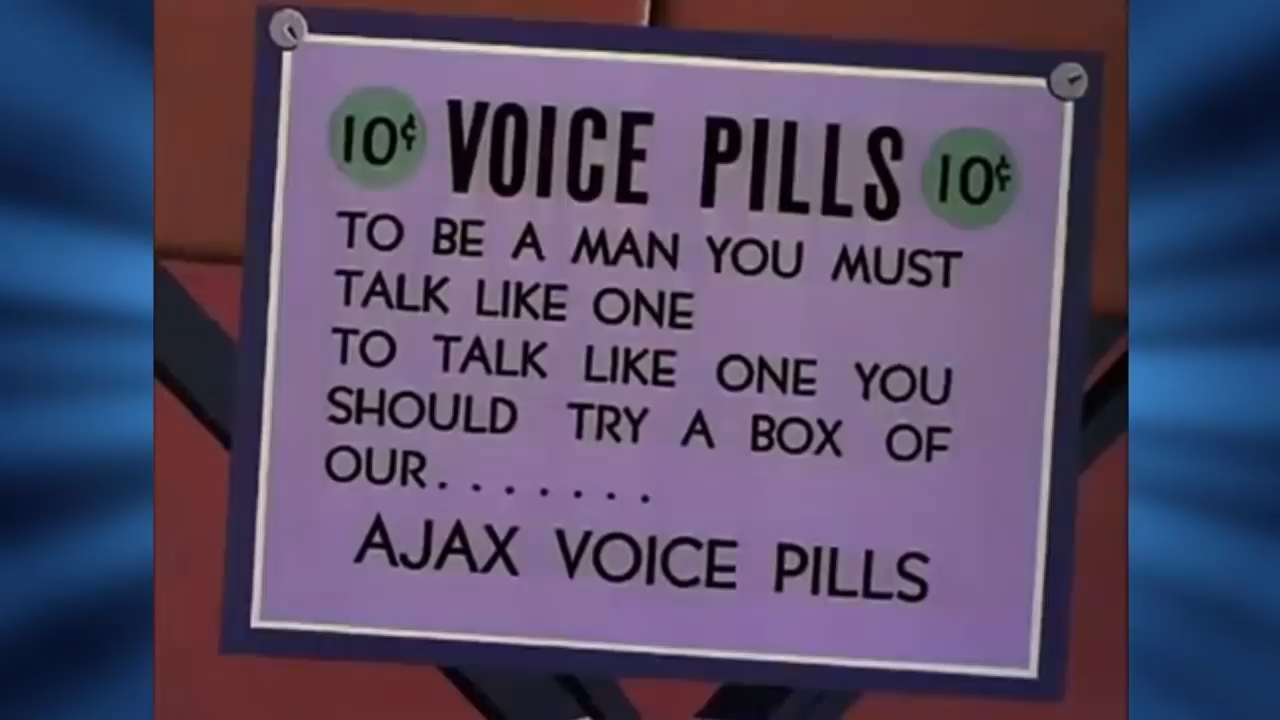 10¢ VOICE PILLS 10¢
TO BE A MAN YOU MUST
TALK LIKE ONE
TO TALK LIKE ONE YOU
SHOULD TRY A BOX OF
OUR.......
AJAX VOICE PILLS